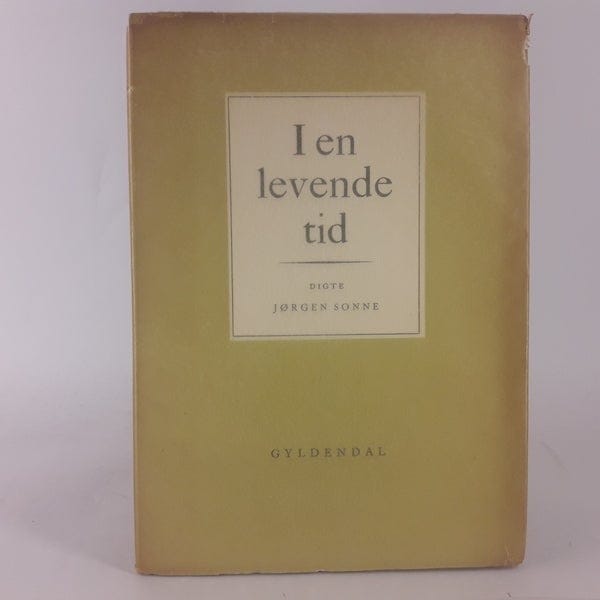 I en
levende
tid
DIGTE
JØRGEN SONNE
GYLDENDAL